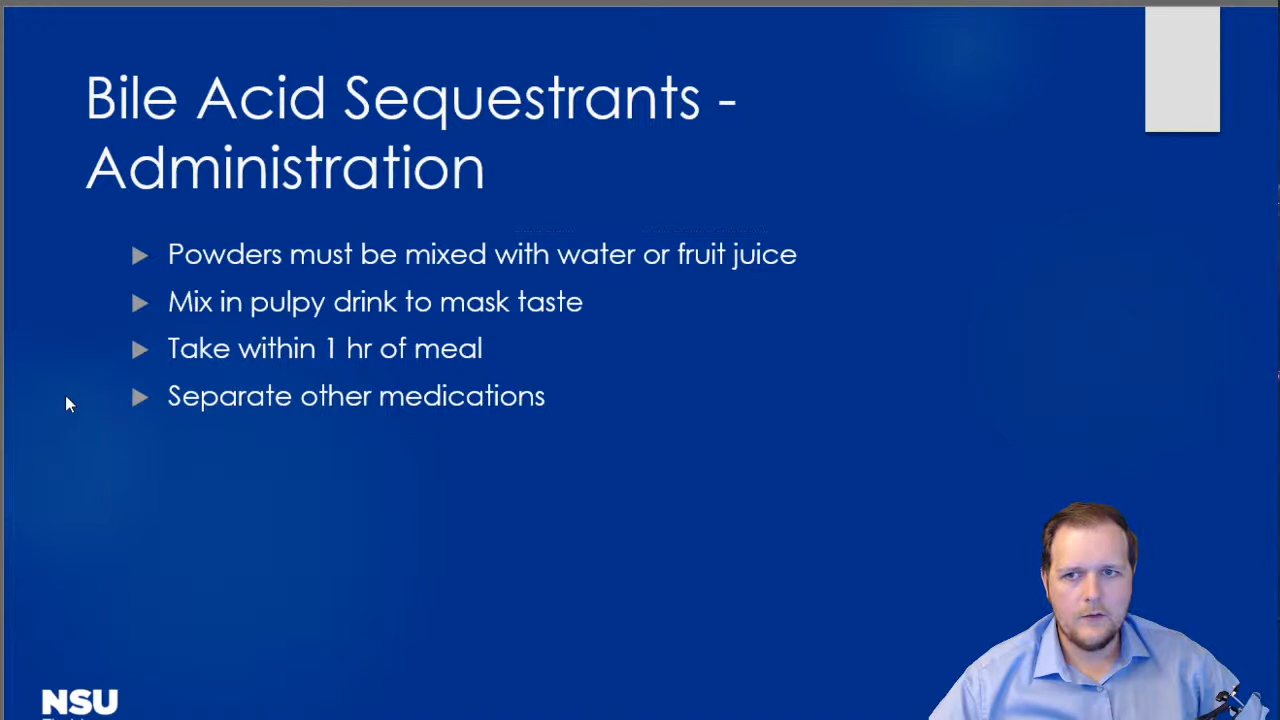 Bile Acid Sequestrants -
Administration
Powders must be mixed with water or fruit juice
Mix in pulpy drink to mask taste
Take within 1 hr of meal
Separate other medications
NSU